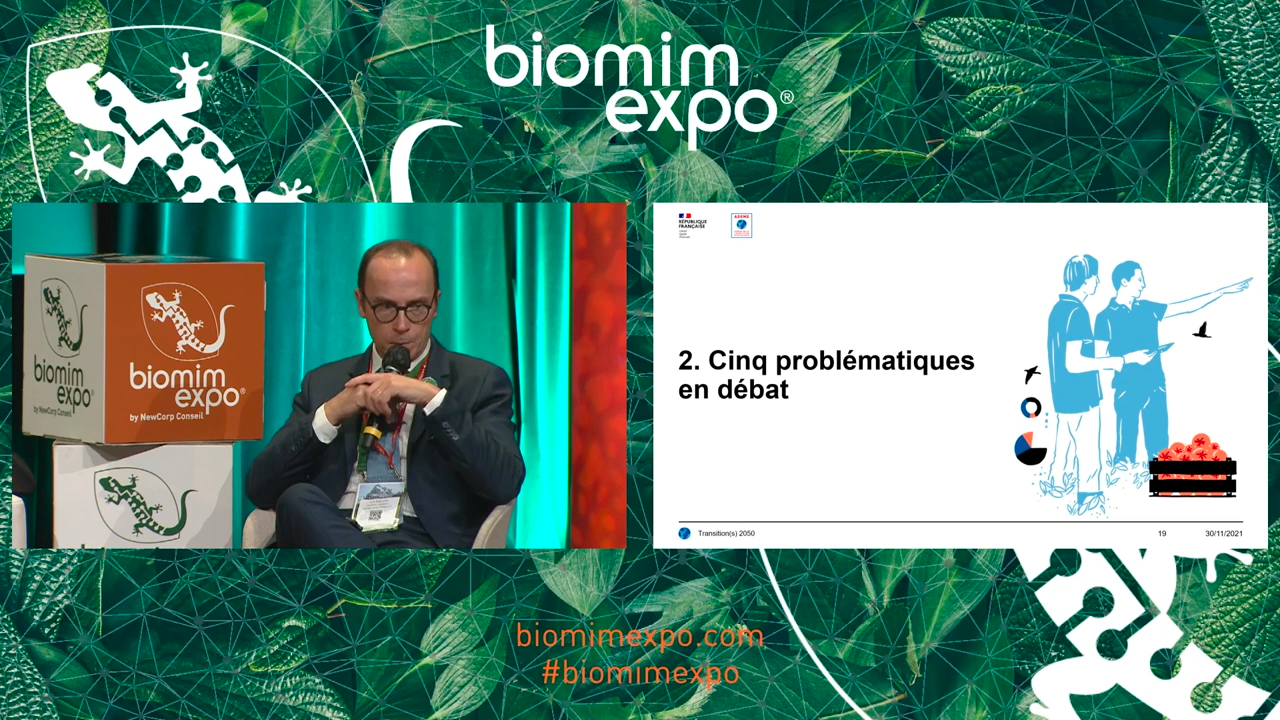 biomim
expo®
biomim
expo®
biomim
expo®
by NewCorp Conseil
RÉPUBLIQUE
FRANÇAISE
ADEME
2. Cinq problématiques
en débat
Transition(s) 2050
19
30/11/2021
biomimexpo.com
#biomimexpo